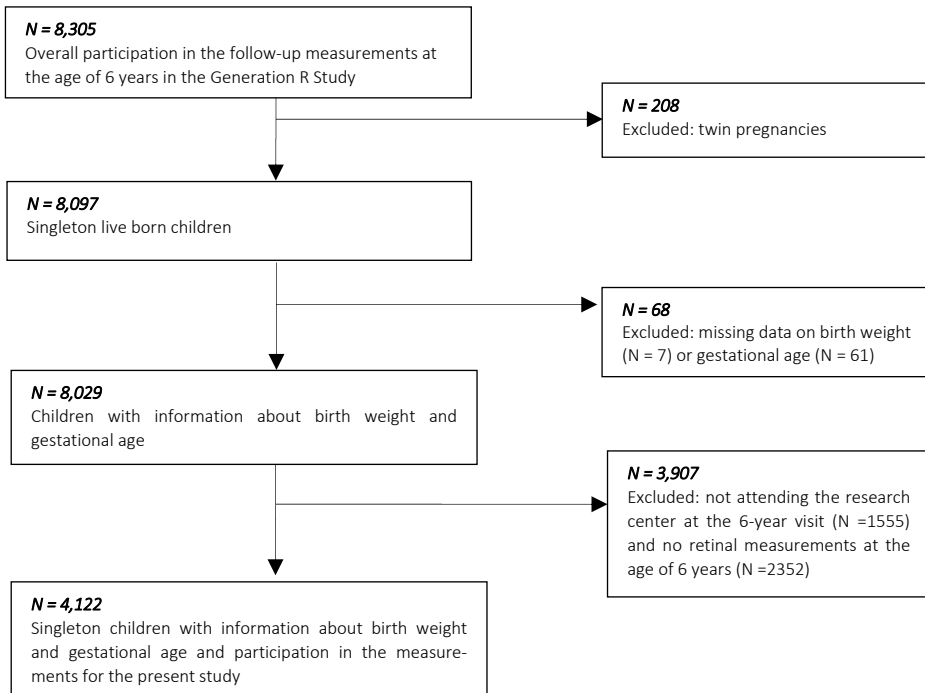 N = 8,305
Overall participation in the follow-up measurements at
the age of 6 years in the Generation R Study
N = 208
Excluded: twin pregnancies
N = 8,097
Singleton live born children
N = 68
Excluded: missing data on birth weight
(N = 7) or gestational age (N = 61)
N = 8,029
Children with information about birth weight and
gestational age
N = 3,907
Excluded: not attending the research
center at the 6-year visit (N =1555)
and no retinal measurements at the
age of 6 years (N =2352)
N = 4,122
Singleton children with information about birth weight
and gestational age and participation in the measure-
ments for the present study